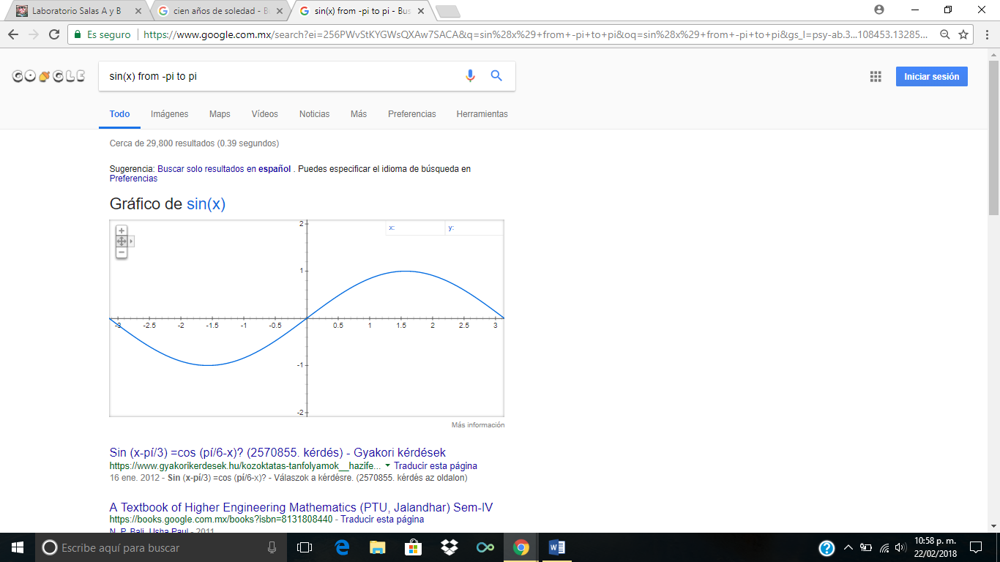 Laboratorio Salas A y B
cien años de soledad - B
sin(x) from -pi to pi - Bus
Es seguro
https://www.google.com.mx/search?ei=256PWvStKYGWsQXAw7SACA&q=sin%28x%29+from+-pi+to+pi&oq=sin%28x%29+from+-pi+to+pi&gs_l=psy-ab.3...108453.13285...
GOOGLE
sin(x) from -pi to pi
Iniciar sesión
Todo Imágenes Maps Vídeos Noticias Más Preferencias Herramientas
Cerca de 29,800 resultados (0.39 segundos)
Sugerencia: Buscar solo resultados en español . Puedes especificar el idioma de búsqueda en
Preferencias
Gráfico de sin(x)
x: y:
2
1
-3 -2.5 -2 -1.5 -1 -0.5 0.5 1 1.5 2 2.5 3
-1
-2
Más información
Sin (x-pí/3) =cos (pí/6-x)? (2570855. kérdés) - Gyakori kérdések
https://www.gyakorikerdesek.hu/kozoktatas-tanfolyamok__hazife... Traducir esta página
16 ene. 2012 - Sin (x-pí/3) =cos (pí/6-x)? - Válaszok a kérdésre. (2570855. kérdés az oldalon)
A Textbook of Higher Engineering Mathematics (PTU, Jalandhar) Sem-IV
https://books.google.com.mx/books?isbn=8131808440 - Traducir esta página
N. P. Bali, Usha Paul - 2011
Escribe aquí para buscar
10:58 p. m.
22/02/2018